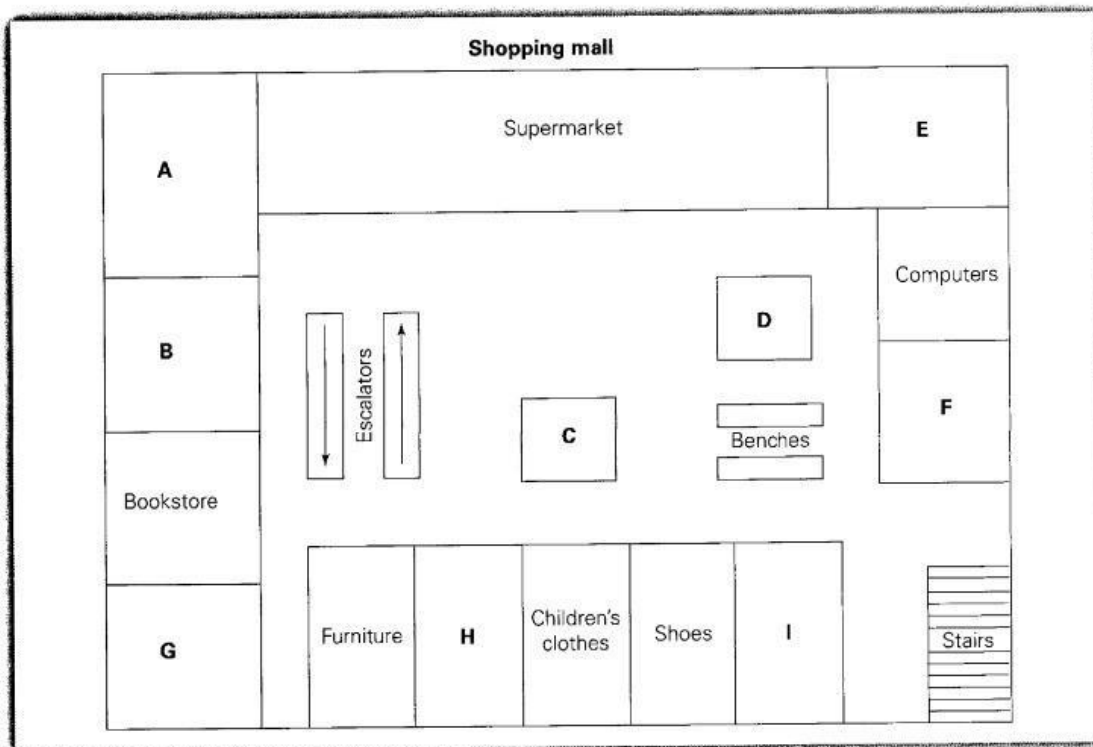 Shopping mall
Supermarket
E
A
Computers
D
B
Escalators
F
C
Benches
Bookstore
Furniture
H
Children's
clothes
Shoes
I
Stairs
G